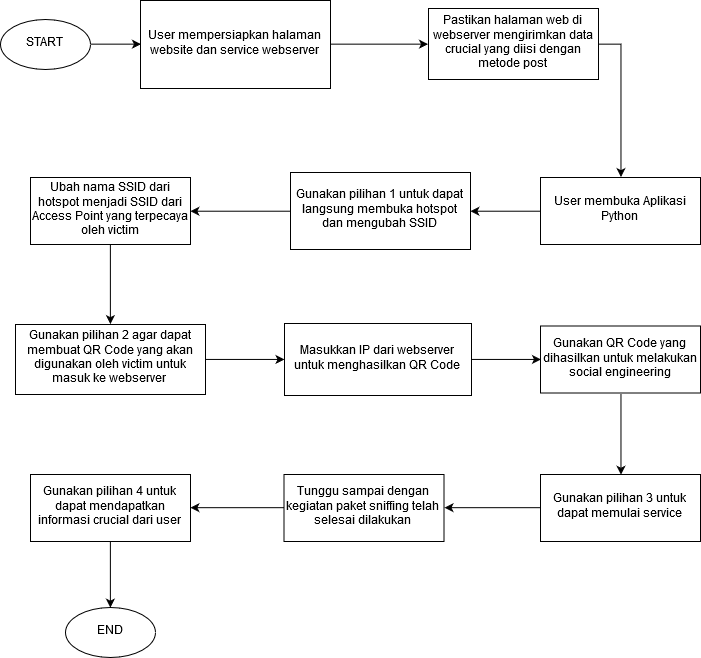 START
User mempersiapkan halaman
website dan service webserver
Pastikan halaman web di
webserver mengirimkan data
crucial yang diisi dengan
metode post
User membuka Aplikasi
Python
Gunakan pilihan 1 untuk dapat
langsung membuka hotspot
dan mengubah SSID
Ubah nama SSID dari
hotspot menjadi SSID dari
Access Point yang terpecaya
oleh victim
Gunakan pilihan 2 agar dapat
membuat QR Code yang akan
digunakan oleh victim untuk
masuk ke webserver
Masukkan IP dari webserver
untuk menghasilkan QR Code
Gunakan QR Code yang
dihasilkan untuk melakukan
social engineering
Gunakan pilihan 3 untuk
dapat memulai service
Tunggu sampai dengan
kegiatan paket sniffing telah
selesai dilakukan
Gunakan pilihan 4 untuk
dapat mendapatkan
informasi crucial dari user
END